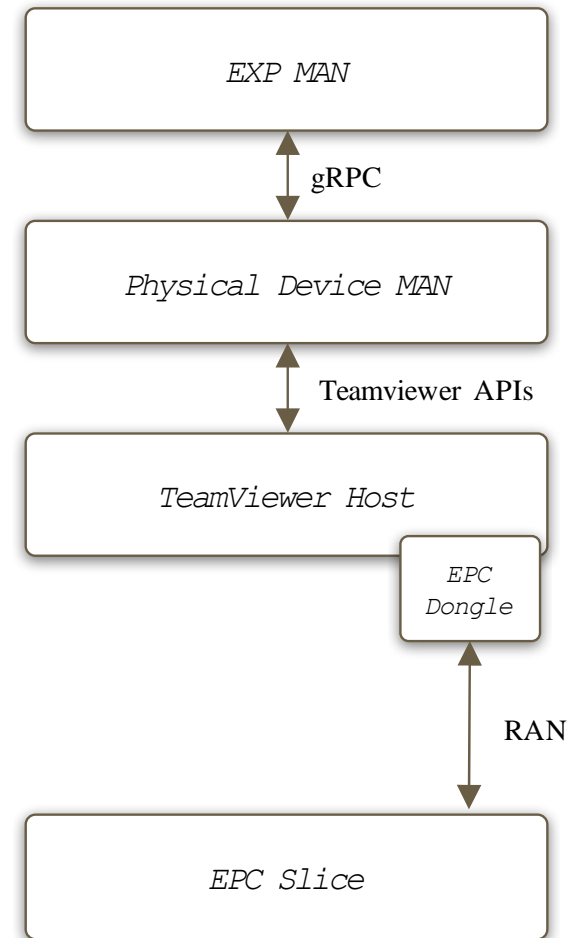 EXP MAN
gRPC
Physical Device MAN
Teamviewer APIs
TeamViewer Host
EPC
Dongle
RAN
EPC Slice